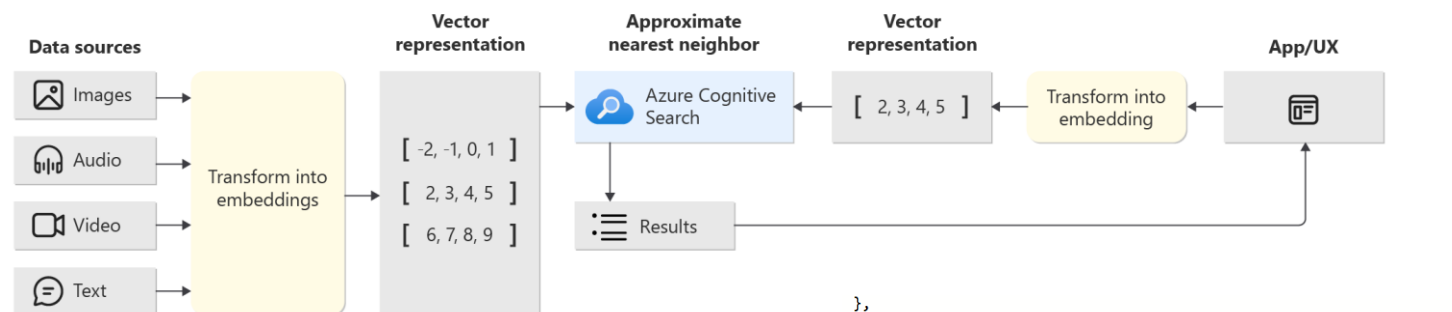 Data sources
Images
Audio
Video
Text
Transform into
embeddings
Vector
representation
[ -2, -1, 0, 1 ]
[ 2, 3, 4, 5 ]
[ 6, 7, 8, 9 ]
Approximate
nearest neighbor
Azure Cognitive
Search
Results
Vector
representation
[ 2, 3, 4, 5 ]
Transform into
embedding
App/UX
},